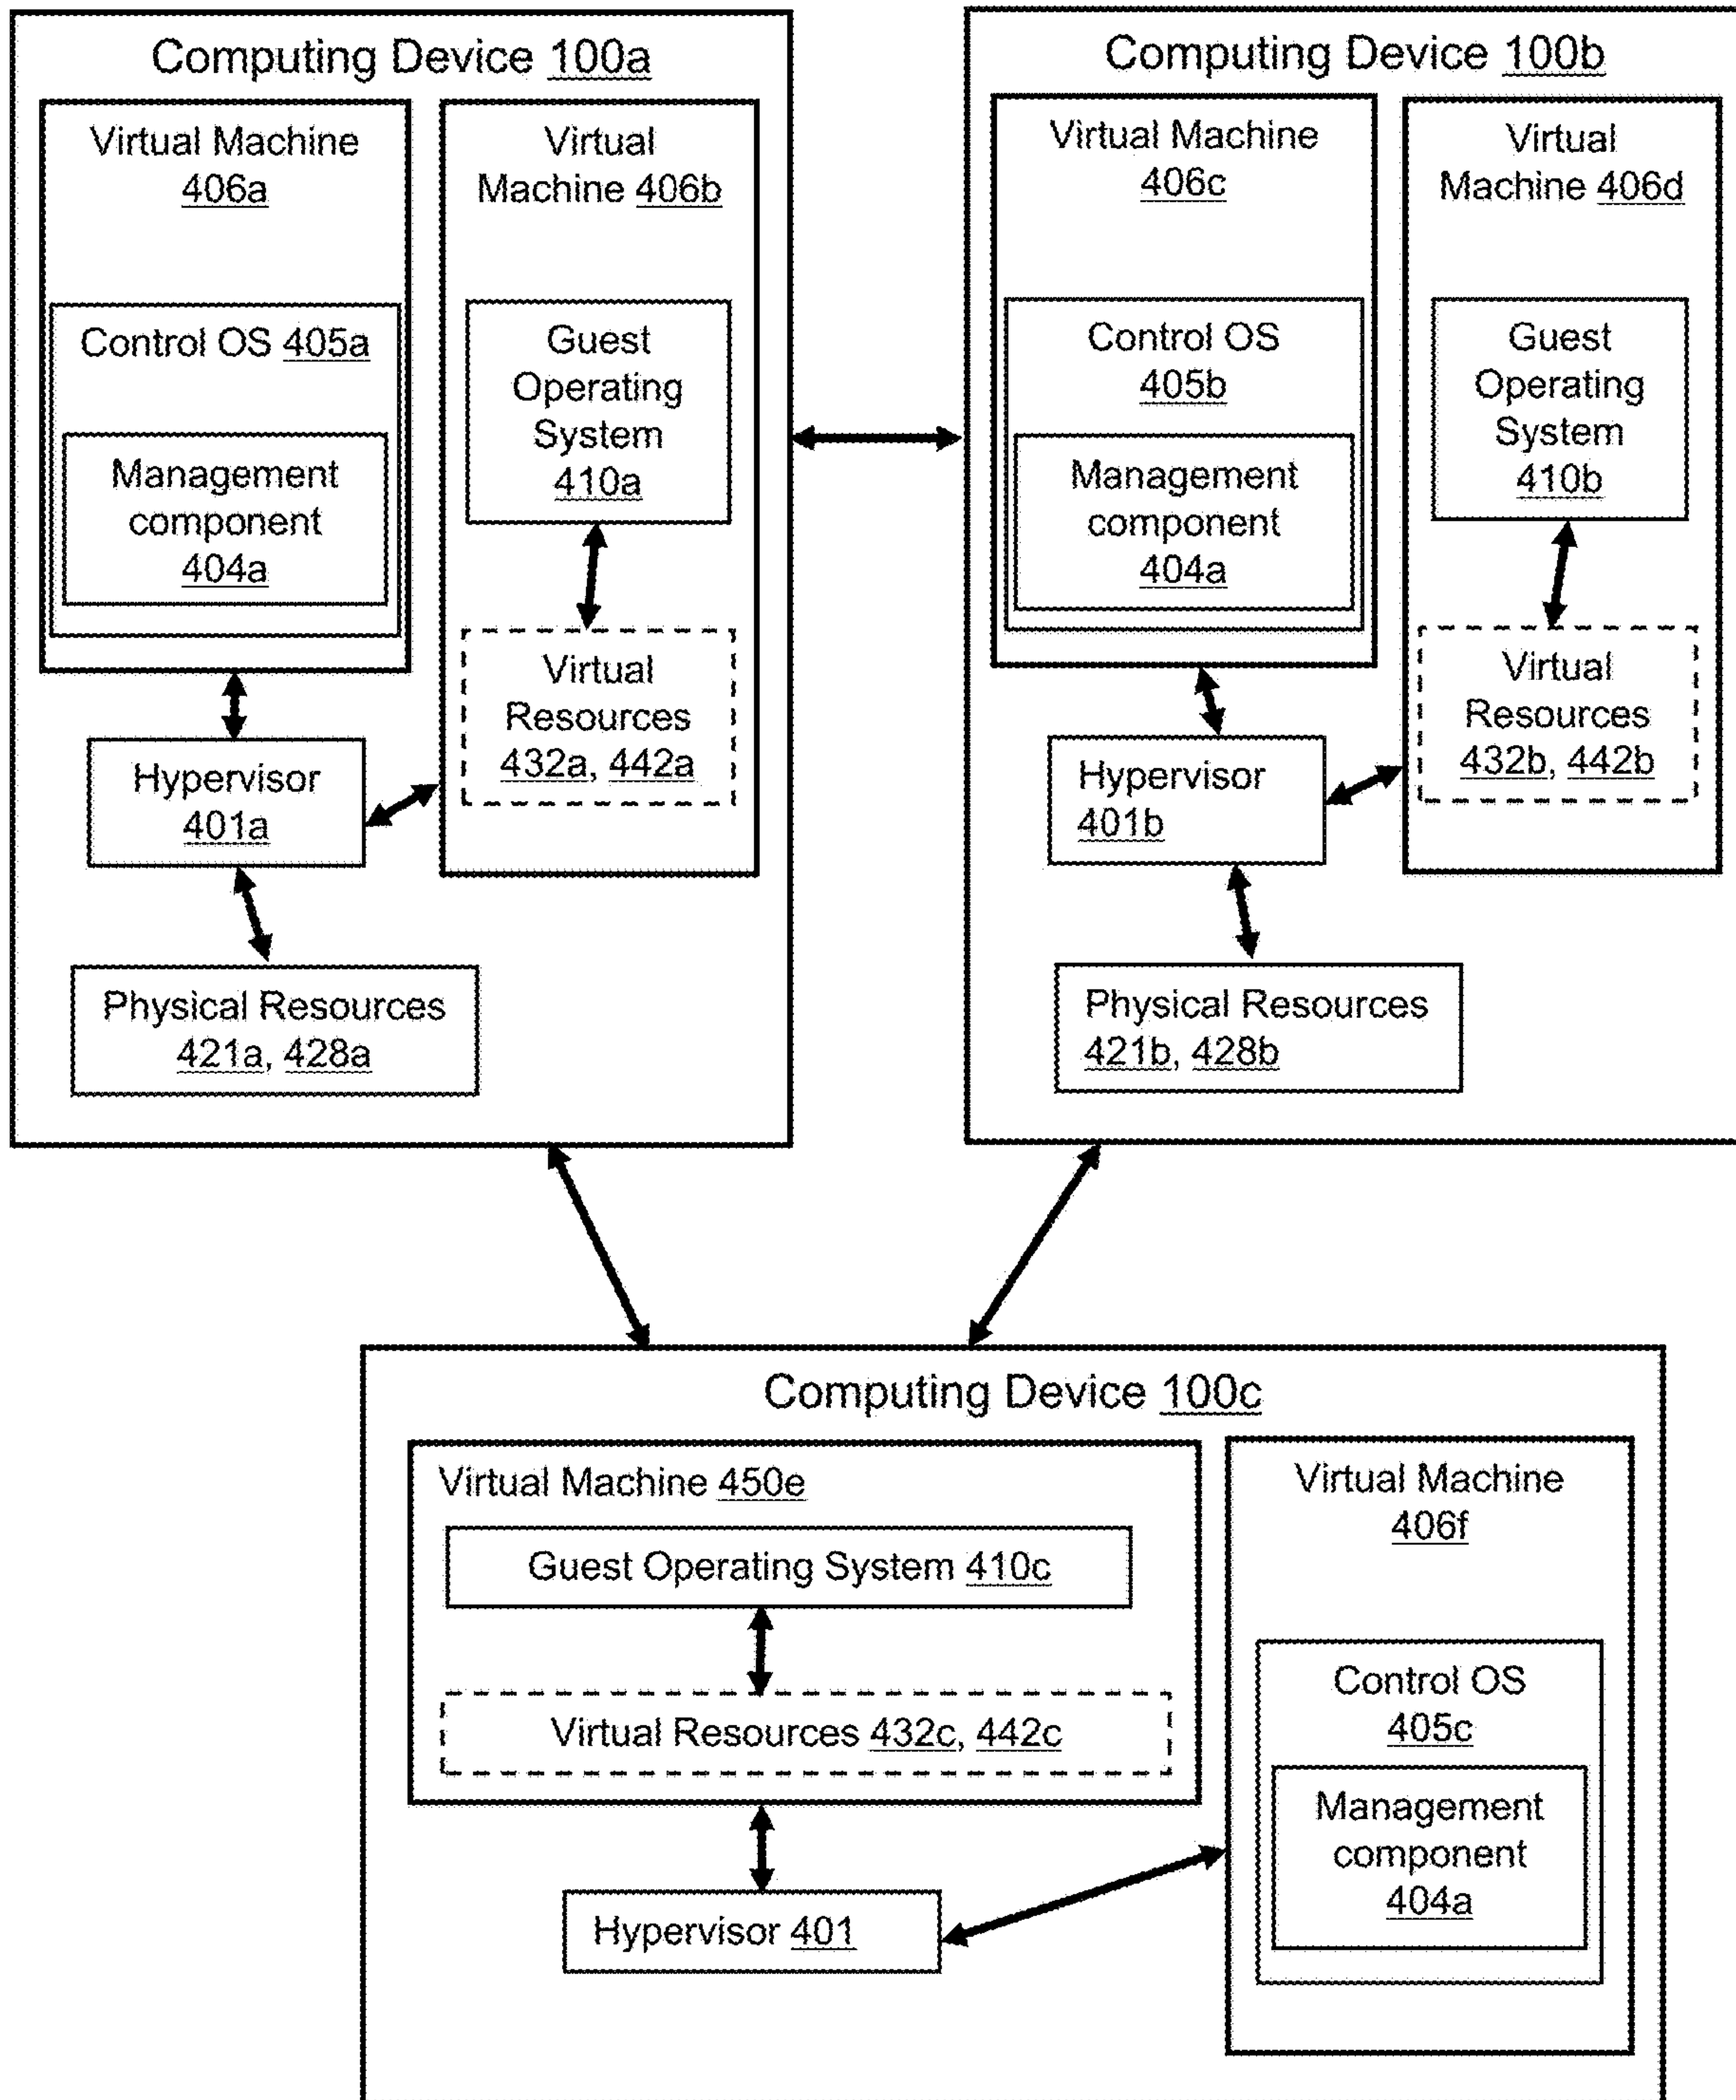 Computing Device 100a
Virtual Machine
406a
Control OS 405a
Management
component
404a
Virtual
Machine 406b
Guest
Operating
System
410a
Virtual
Resources
432a, 442a
Hypervisor
401a
Physical Resources
421a, 428a
Computing Device 100b
Virtual Machine
406c
Control OS
405b
Management
component
404a
Virtual
Machine 406d
Guest
Operating
System
410b
Virtual
Resources
432b, 442b
Hypervisor
401b
Physical Resources
421b, 428b
Computing Device 100c
Virtual Machine 450e
Guest Operating System 410c
Virtual Resources 432c, 442c
Hypervisor 401
Virtual Machine
406f
Control OS
405c
Management
component
404a